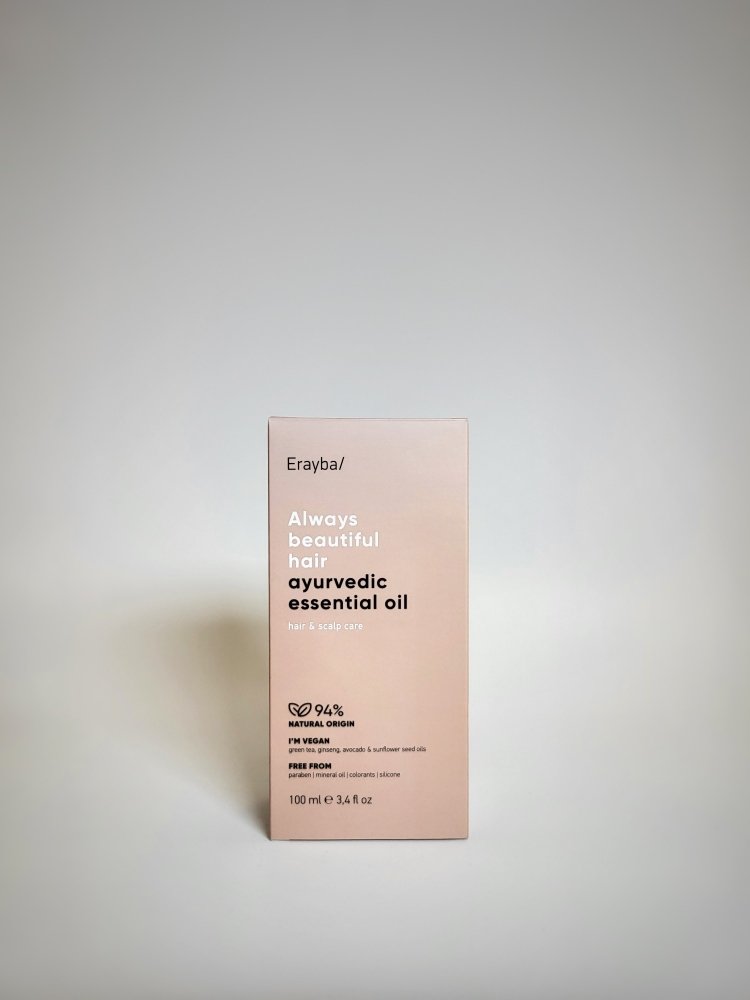 Erayba/
Always
beautiful
hair
ayurvedic
essential oil
hair & scalp care
94%
NATURAL ORIGIN
I'M VEGAN
green tea, ginseng, avocado & sunflower seed oils
FREE FROM
paraben | mineral oil | colorants | silicone
100 ml ℮ 3,4 fl oz